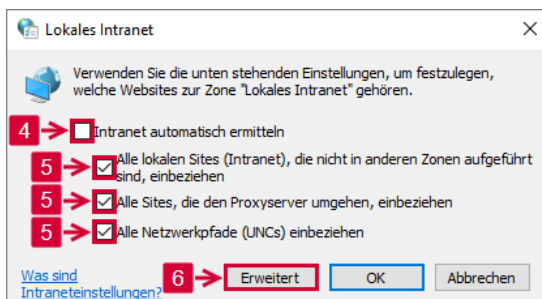 Lokales Intranet
Verwenden Sie die unten stehenden Einstellungen, um festzulegen,
welche Websites zur Zone "Lokales Intranet" gehören.
4 Intranet automatisch ermitteln
5 Alle lokalen Sites (Intranet), die nicht in anderen Zonen aufgeführt
sind, einbeziehen
5 Alle Sites, die den Proxyserver umgehen, einbeziehen
5 Alle Netzwerkpfade (UNCs) einbeziehen
Was sind
Intraneteinstellungen?
6 Erweitert OK Abbrechen